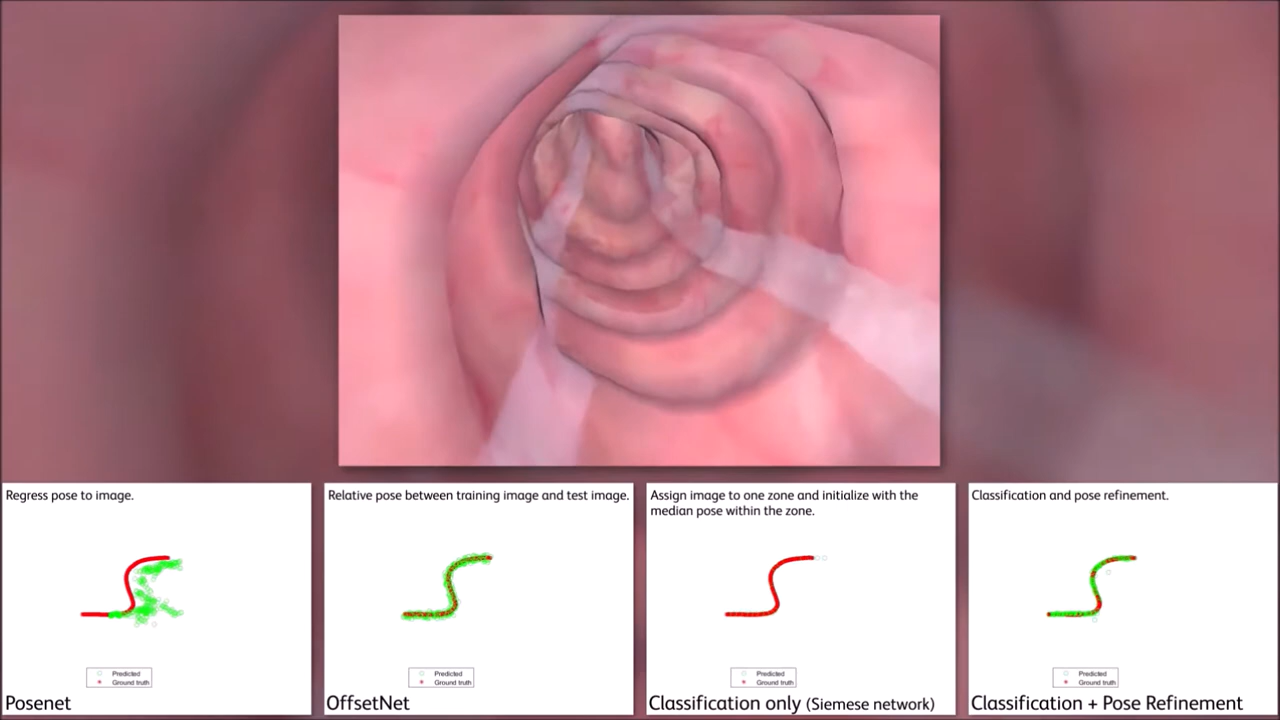 Regress pose to image.
Relative pose between training image and test image.
Assign image to one zone and initialize with the
median pose within the zone.
Classification and pose refinement.
Predicted
Ground truth
Predicted
Ground truth
Predicted
Ground truth
Predicted
Ground truth
Posenet
OffsetNet
Classification only (Siemese network)
Classification + Pose Refinement